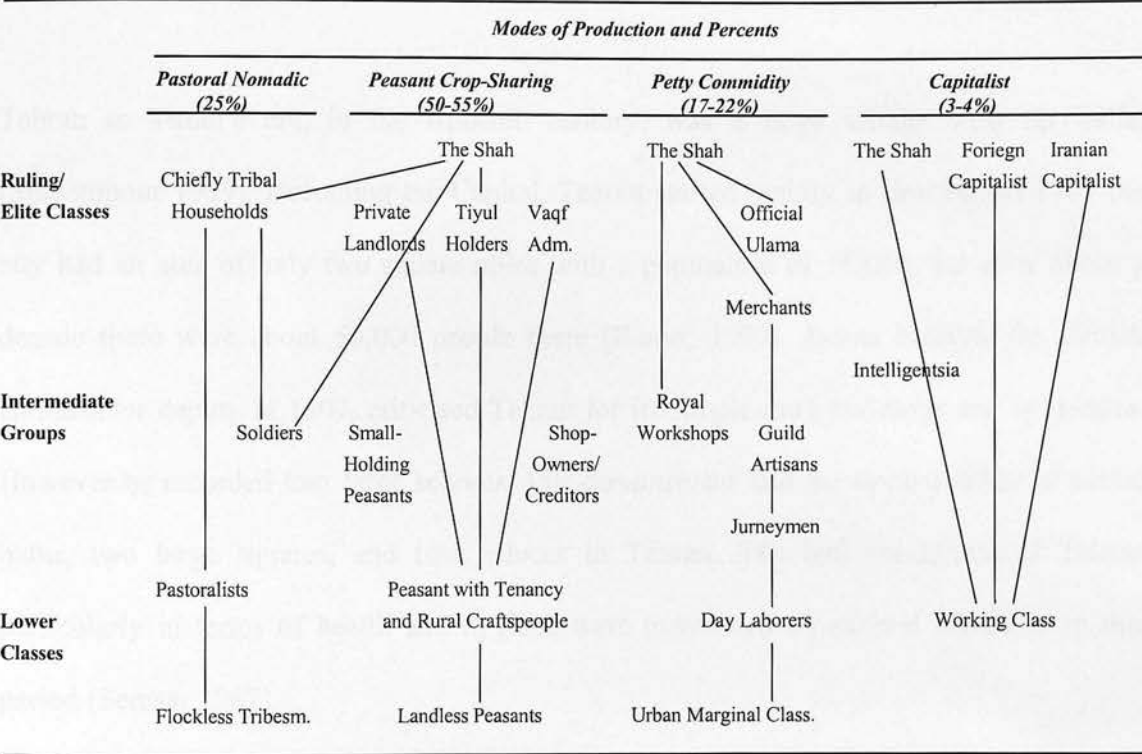 Modes of Production and Percents
Pastoral Nomadic Peasant Crop-Sharing Petty Commidity Capitalist
(25%) (50-55%) (17-22%) (3-4%)
The Shah The Shah The Shah Foriegn Iranian
Ruling/ Chiefly Tribal Capitalist Capitalist
Elite Classes Households Private Tiyul Vaqf Official
Landlords Holders Adm. Ulama
Merchants
Intelligentsia
Intermediate Royal
Groups Soldiers Small- Shop- Workshops Guild
Holding Owners/ Artisans
Peasants Creditors
Jurneymen
Pastoralists Peasant with Tenancy
Lower and Rural Craftspeople Day Laborers Working Class
Classes
Flockless Tribesm. Landless Peasants Urban Marginal Class.